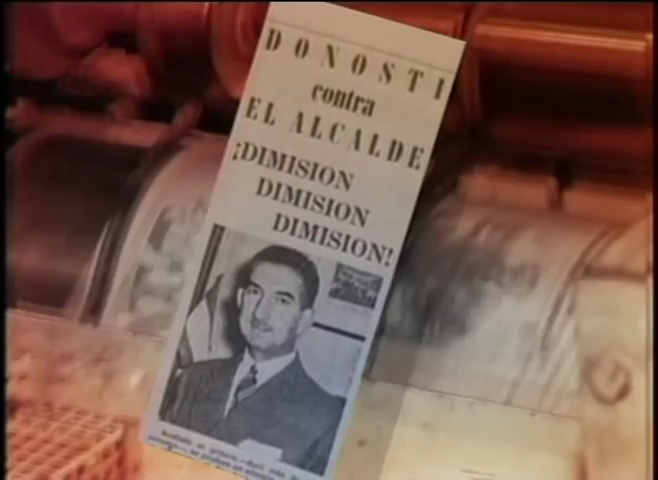 DONOSTI
contra
EL ALCALDE
¡DIMISION
DIMISION
DIMISION!